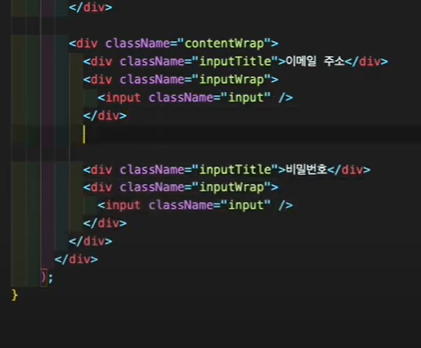 </div>
<div className="contentWrap">
<div className="inputTitle">이메일 주소</div>
<div className="inputWrap">
<input className="input" />
</div>
<div className="inputTitle">비밀번호</div>
<div className="inputWrap">
<input className="input" />
</div>
</div>
</div>
);
}